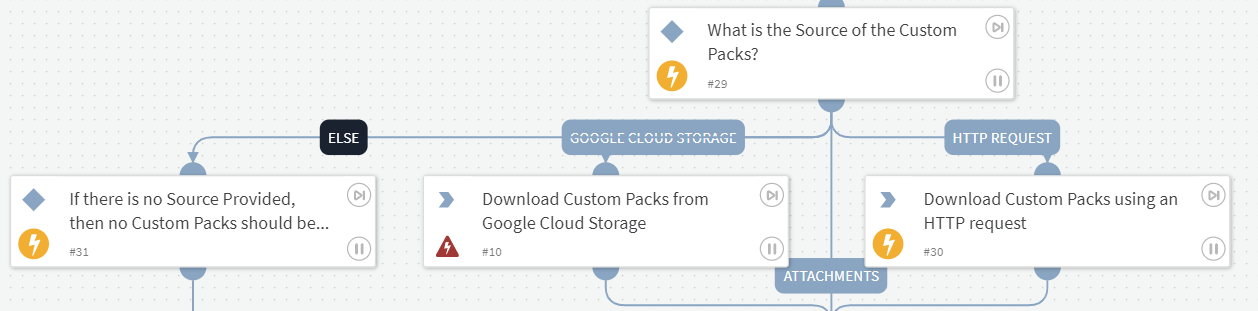 What is the Source of the Custom
Packs?
#29
ELSE
GOOGLE CLOUD STORAGE
HTTP REQUEST
If there is no Source Provided,
then no Custom Packs should be...
#31
Download Custom Packs from
Google Cloud Storage
#10
Download Custom Packs using an
HTTP request
#30
ATTACHMENTS